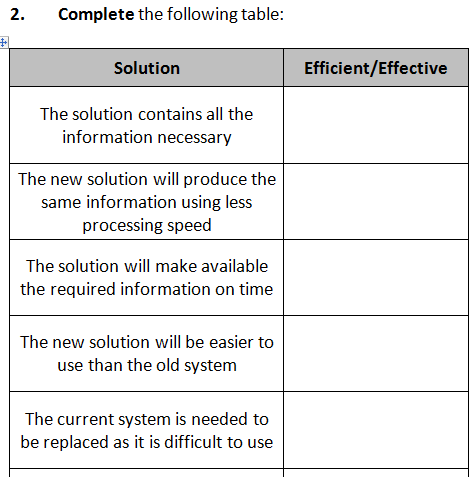 2. Complete the following table:
Solution Efficient/Effective
The solution contains all the
information necessary
The new solution will produce the
same information using less
processing speed
The solution will make available
the required information on time
The new solution will be easier to
use than the old system
The current system is needed to
be replaced as it is difficult to use